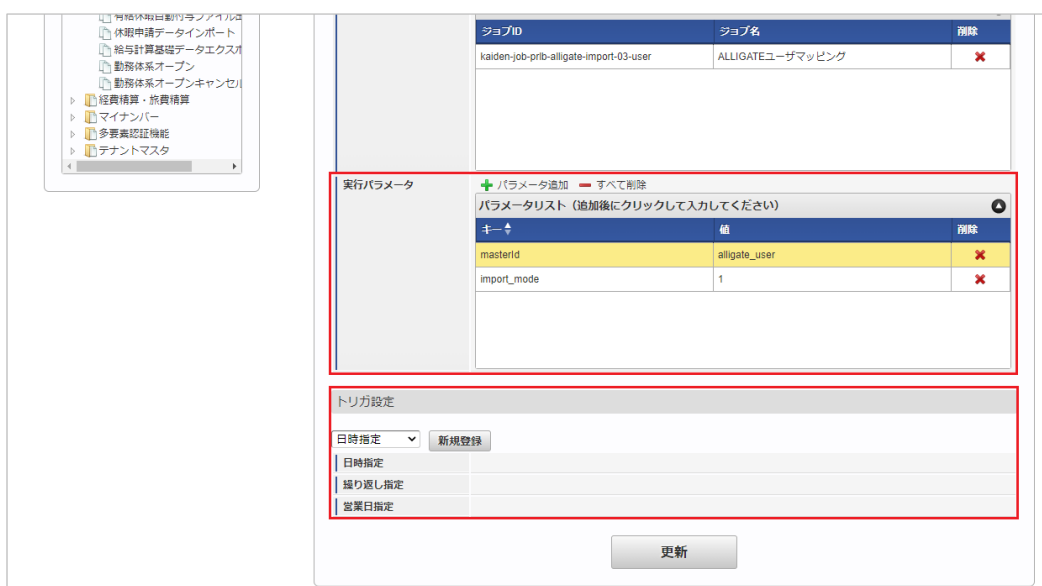 有給休暇自動付与ファイル出
休暇申請データインポート
給与計算基礎データエクスポ
勤務体系オープン
勤務体系オープンキャンセル
経費精算・旅費精算
マイナンバー
多要素認証機能
テナントマスタ
ジョブID ジョブ名 削除
kaiden-job-prlb-alligate-import-03-user ALLIGATEユーザマッピング
実行パラメータ
パラメータ追加 すべて削除
パラメータリスト（追加後にクリックして入力してください）
キー 値 削除
masterId alligate_user
import_mode 1
トリガ設定
日時指定 新規登録
日時指定
繰り返し指定
営業日指定
更新